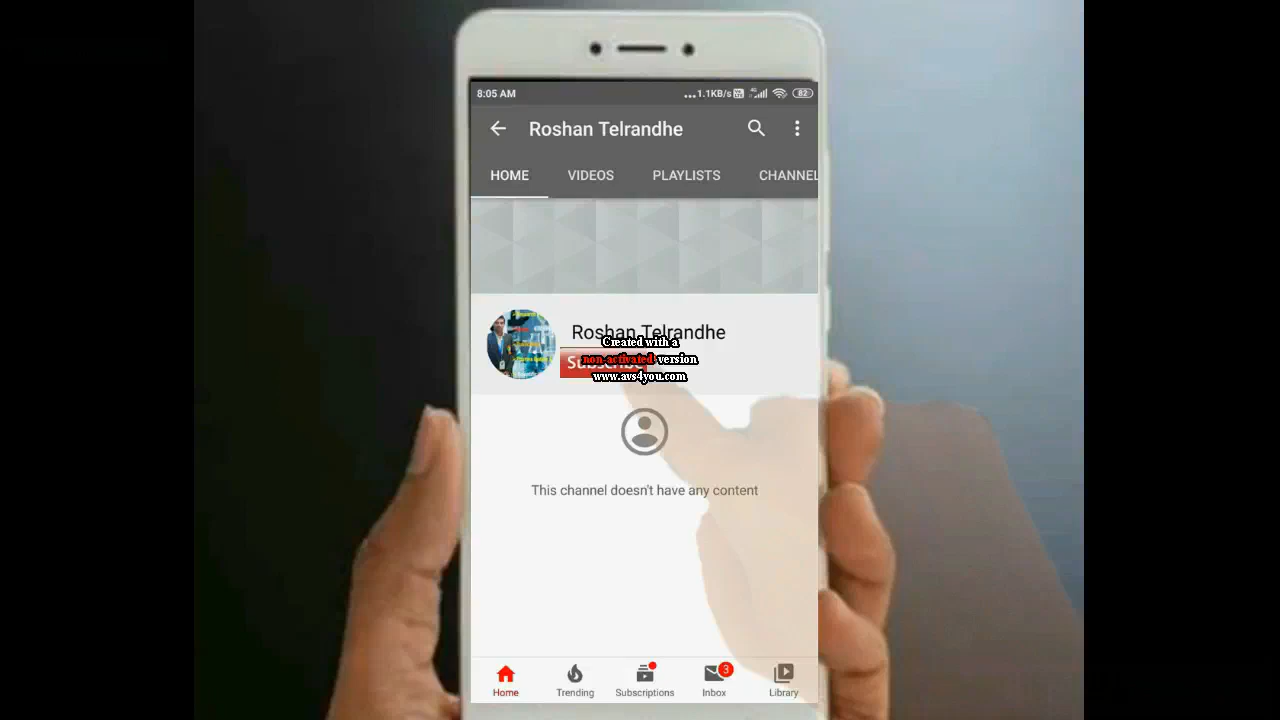 8:05 AM
...1.1KB/s
82
Roshan Telrandhe
HOME VIDEOS PLAYLISTS CHANNEL
Roshan Telrandhe
Subscribe
Created with a
non-activated version
www.avs4you.com
This channel doesn't have any content
3
Home Trending Subscriptions Inbox Library